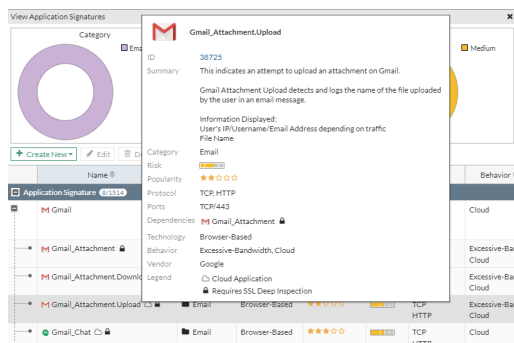 View Application Signatures
Category
Ema
Medium
Gmail_Attachment.Upload
ID 38725
Summary This indicates an attempt to upload an attachment on Gmail.
Gmail Attachment Upload detects and logs the name of the file uploaded
by the user in an email message.
Information Displayed:
User's IP/Username/Email Address depending on traffic
File Name
Category Email
Risk
Popularity
Protocol TCP, HTTP
Ports TCP/443
Dependencies Gmail_Attachment
Technology Browser-Based
Behavior Excessive-Bandwidth, Cloud
Vendor Google
Legend Cloud Application
Requires SSL Deep Inspection
+ Create New Edit De
Name Behavior
Application Signature 8/1514
Gmail Cloud
Gmail_Attachment Excessive-Ba
Cloud
Gmail_Attachment.Downlo Excessive-Ba
Cloud
Gmail_Attachment.Upload Email Browser-Based TCP Excessive-Ba
HTTP Cloud
Gmail_Chat Email Browser-Based TCP Cloud
HTTP